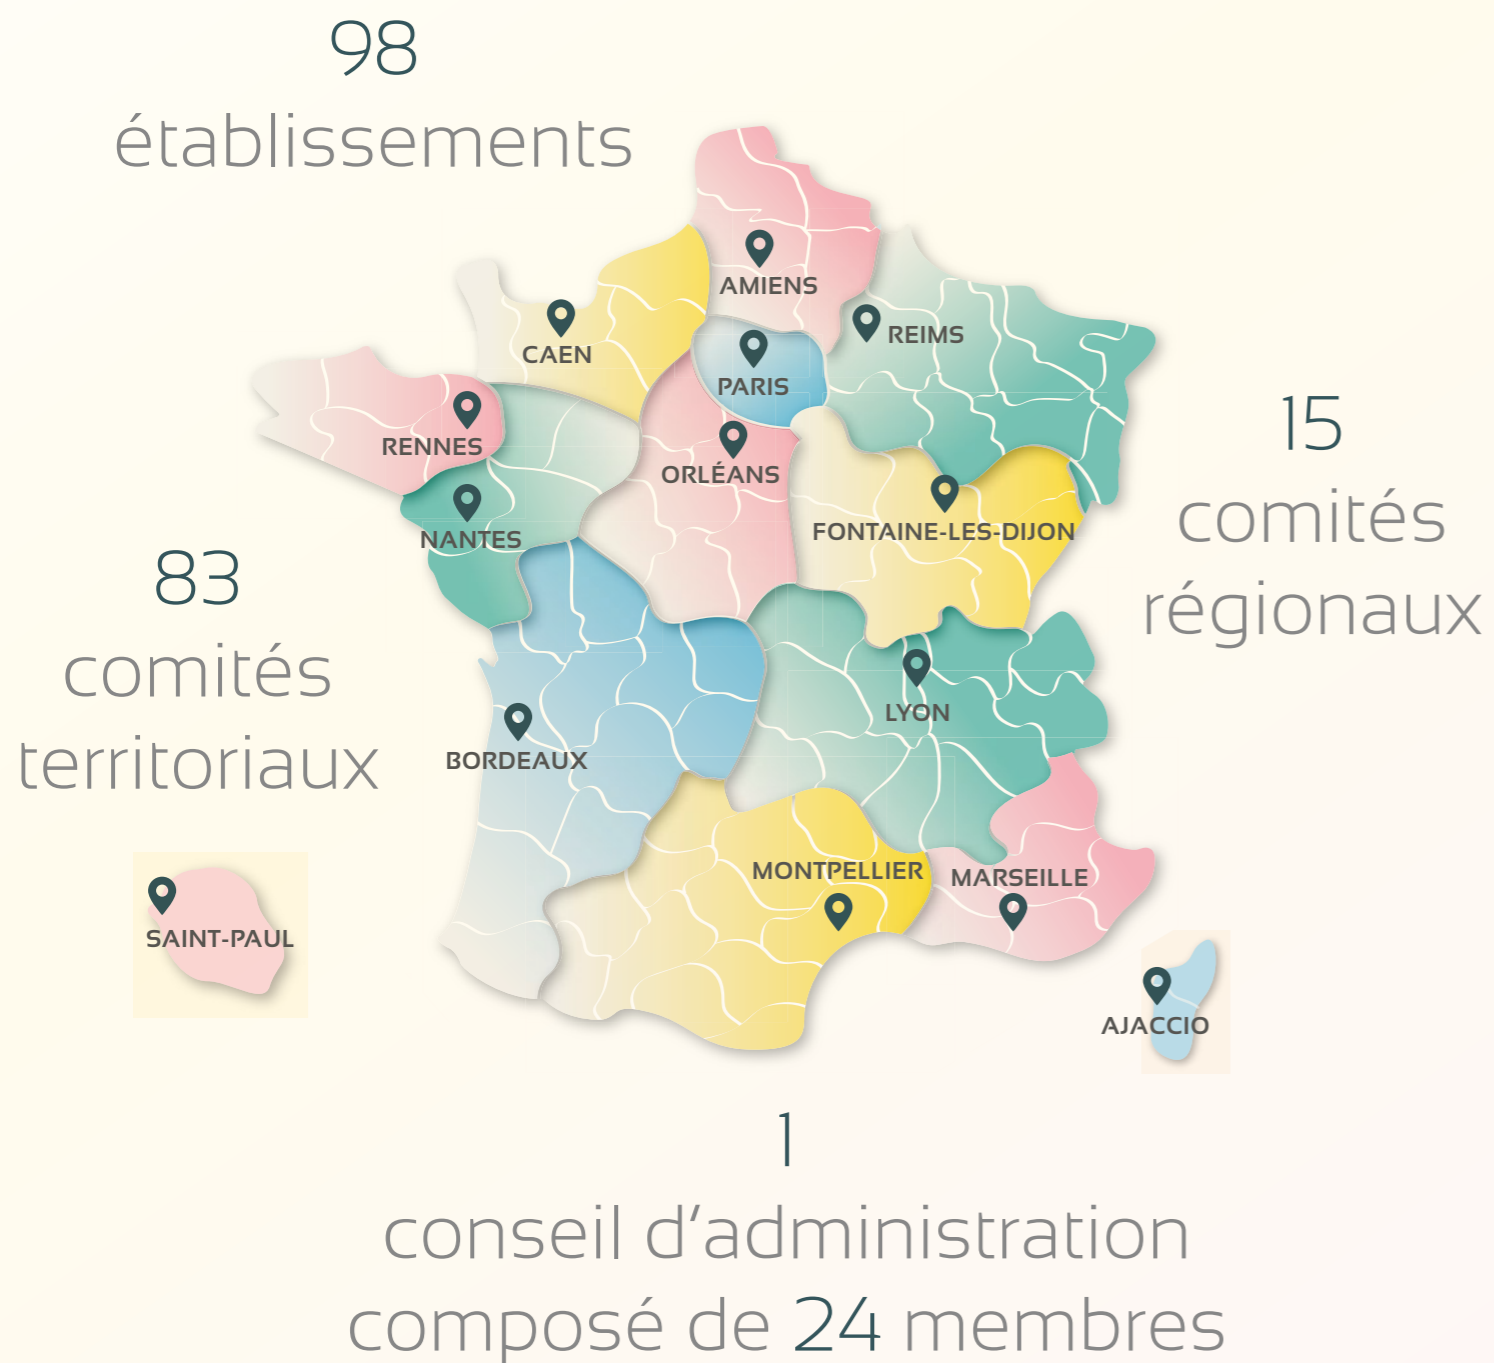 98
établissements
AMIENS
REIMS
CAEN
PARIS
RENNES
ORLÉANS
NANTES
FONTAINE-LES-DIJON
15
comités
régionaux
83
comités
territoriaux
LYON
BORDEAUX
MONTPELLIER
MARSEILLE
SAINT-PAUL
AJACCIO
1
conseil d'administration
composé de 24 membres